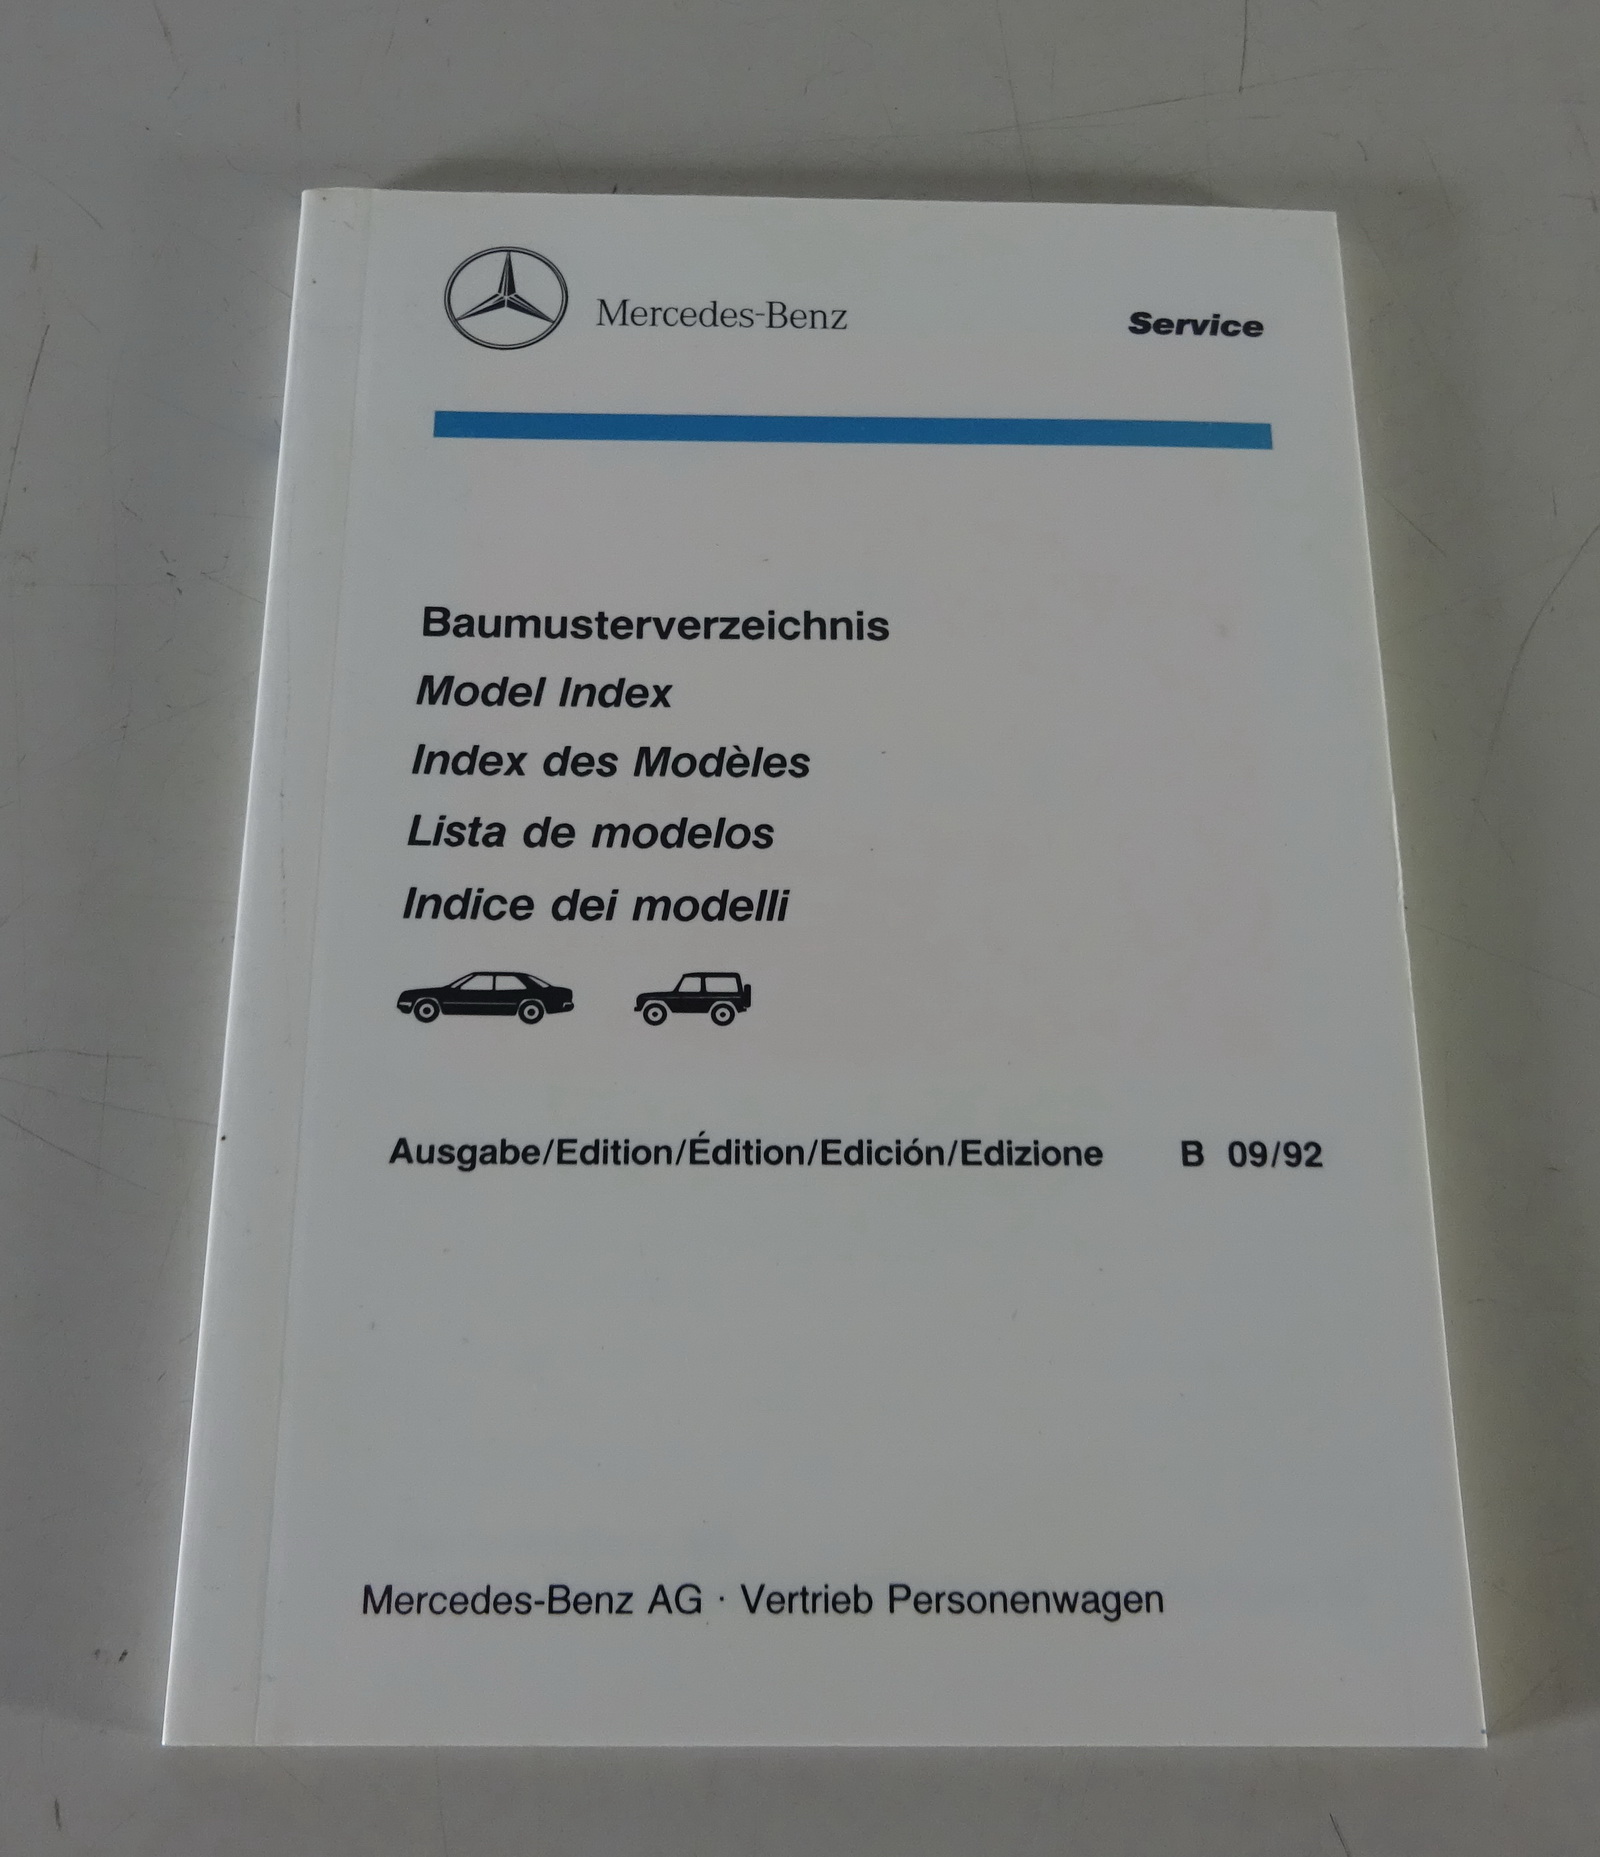 Mercedes-Benz Service
Baumusterverzeichnis
Model Index
Index des Modèles
Lista de modelos
Indice dei modelli
Ausgabe/Edition/Édition/Edición/Edizione B 09/92
Mercedes-Benz AG · Vertrieb Personenwagen